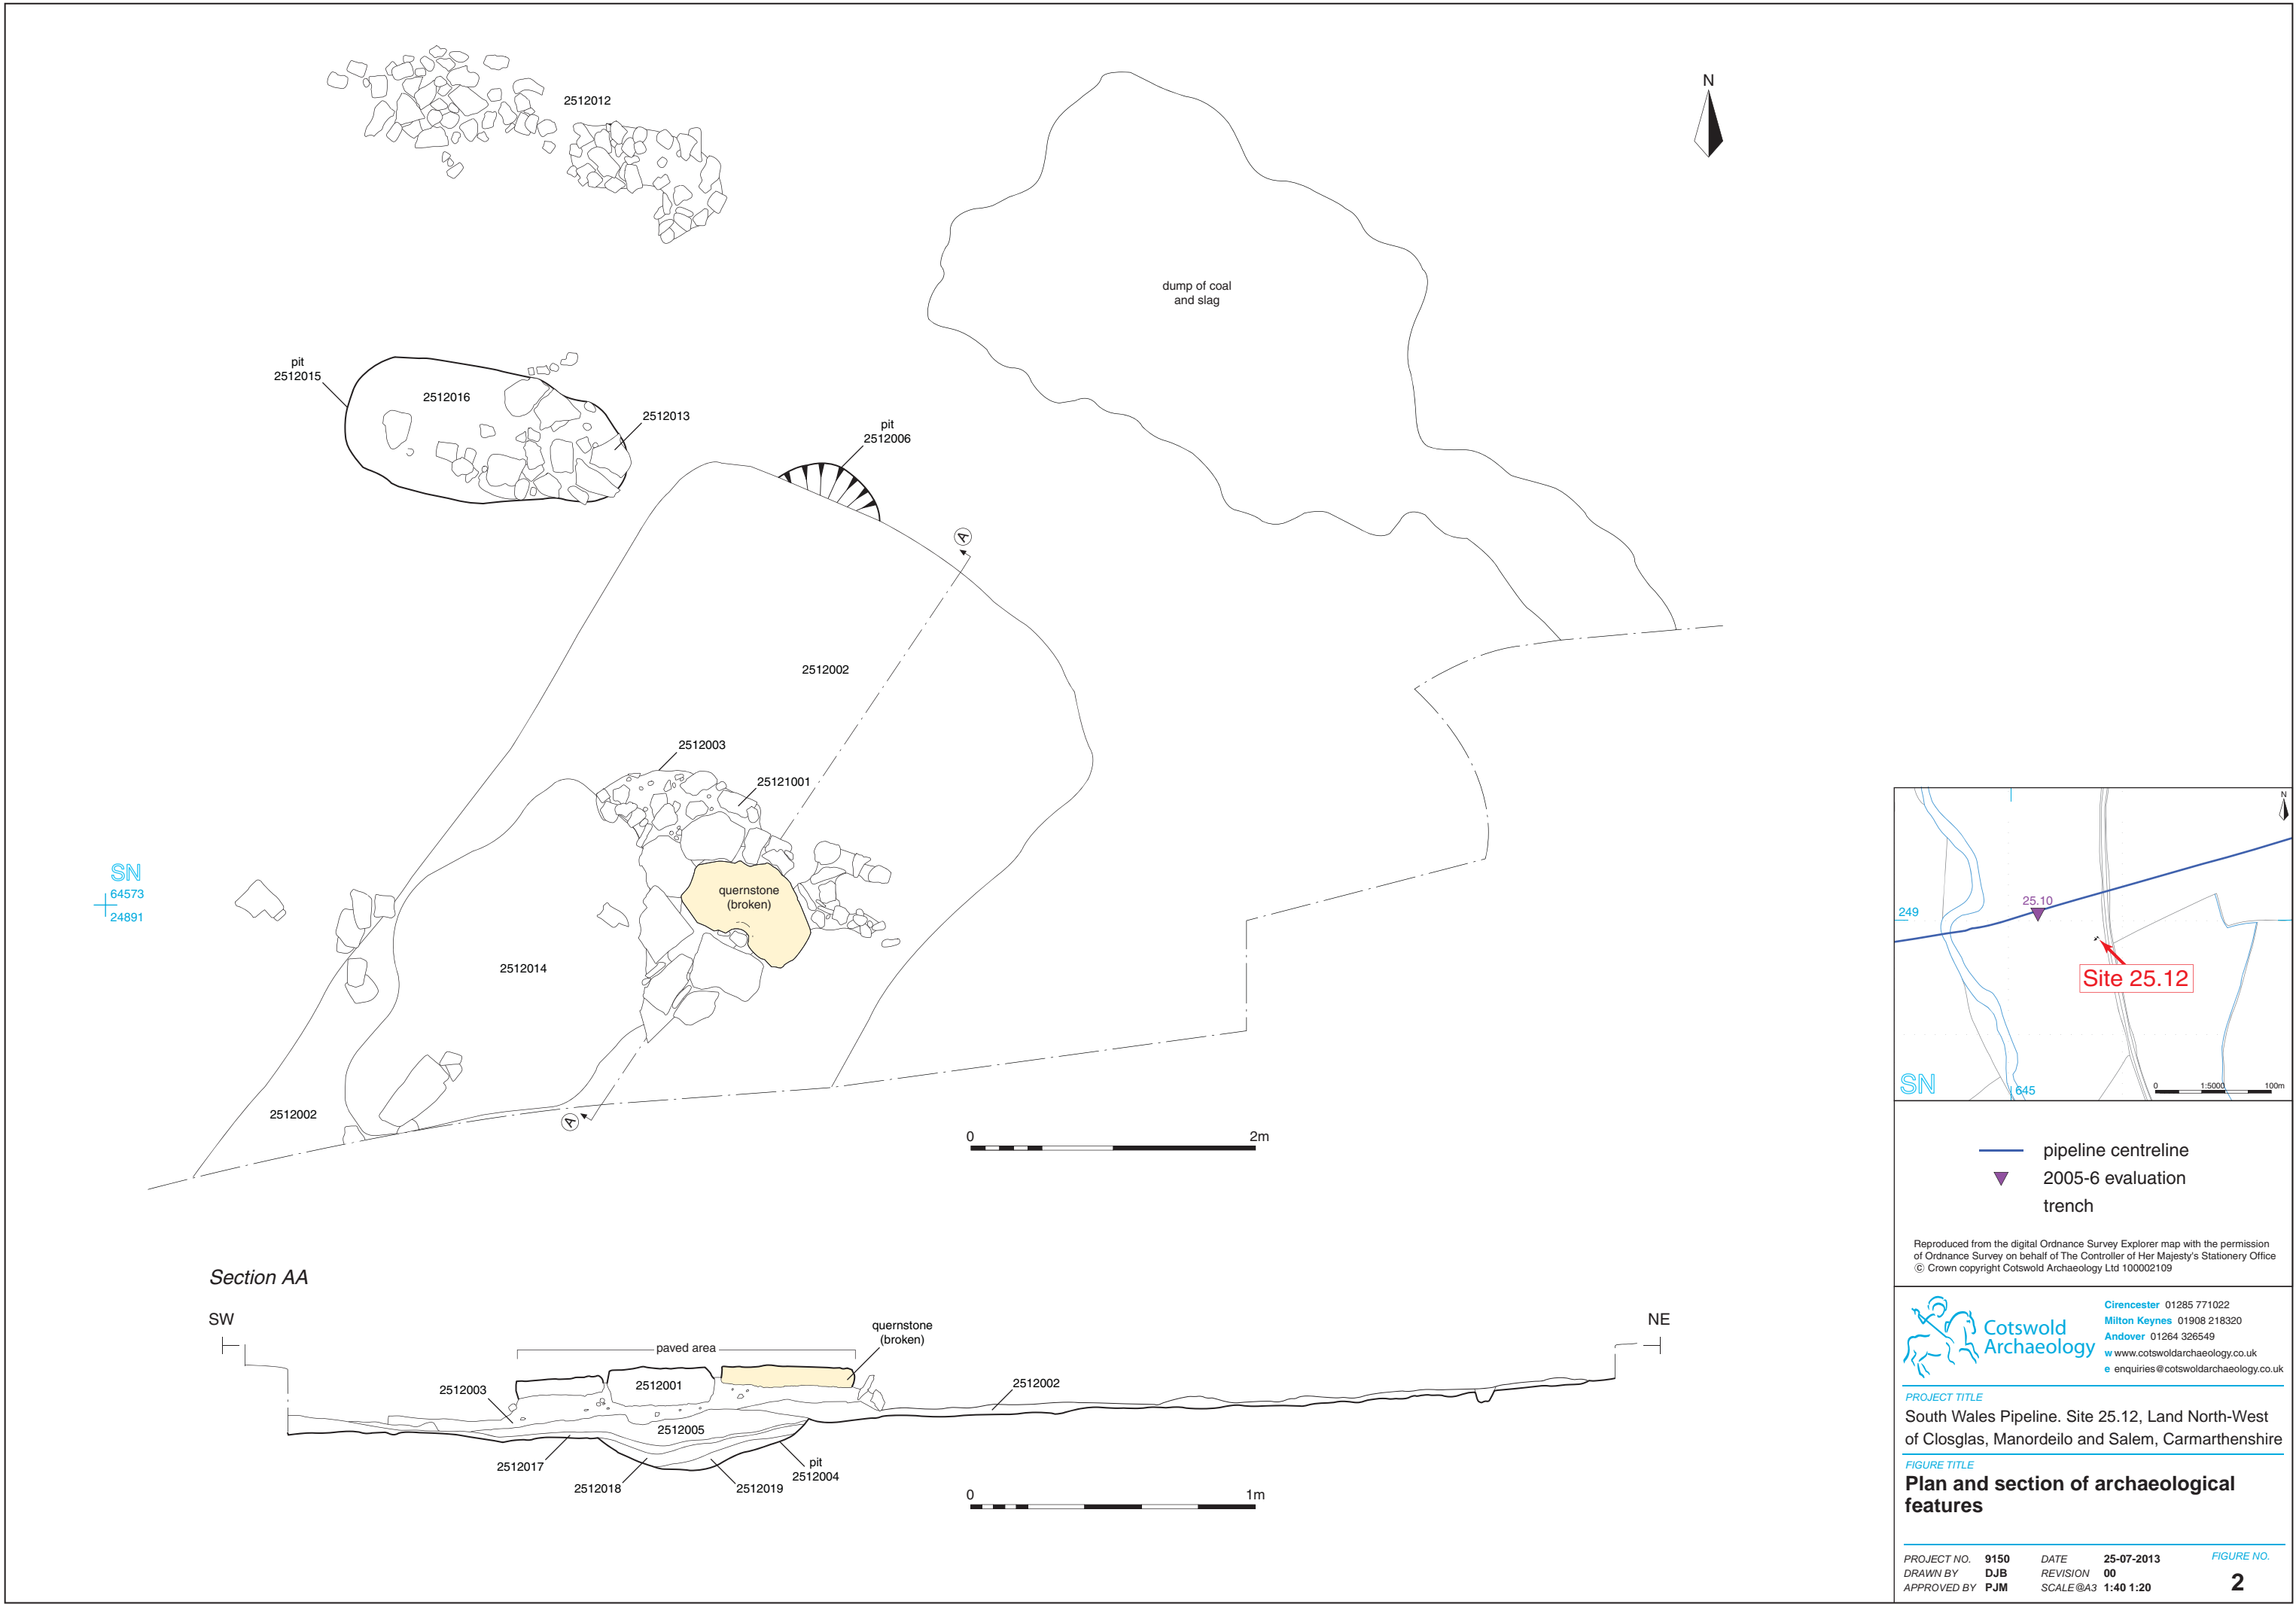 2512012
N
dump of coal
and slag
pit
2512015
2512016
2512013
pit
2512006
A
2512002
2512003
25121001
quernstone
(broken)
SN
64573
24891
2512014
2512002
A
0 2m
Section AA
SW
NE
quernstone
(broken)
paved area
2512003
2512001
2512002
2512005
2512017
2512018
2512019
pit
2512004
0 1m
N
25.10
249
Site 25.12
SN
645
0 1:5000 100m
pipeline centreline
2005-6 evaluation
trench
Reproduced from the digital Ordnance Survey Explorer map with the permission
of Ordnance Survey on behalf of The Controller of Her Majesty's Stationery Office
© Crown copyright Cotswold Archaeology Ltd 100002109
Cotswold
Archaeology
Cirencester 01285 771022
Milton Keynes 01908 218320
Andover 01264 326549
w www.cotswoldarchaeology.co.uk
e enquiries@cotswoldarchaeology.co.uk
PROJECT TITLE
South Wales Pipeline. Site 25.12, Land North-West
of Closglas, Manordeilo and Salem, Carmarthenshire
FIGURE TITLE
Plan and section of archaeological
features
PROJECT NO. 9150 DATE 25-07-2013 FIGURE NO.
DRAWN BY DJB REVISION 00
APPROVED BY PJM SCALE@A3 1:40 1:20 2